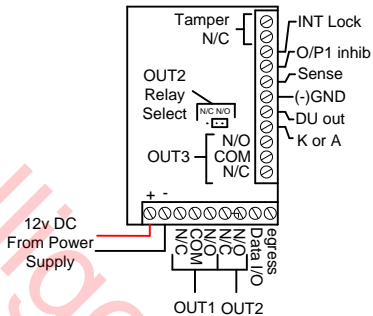 Tamper
N/C
INT Lock
O/P1 inhib
Sense
(-)GND
DU out
K or A
OUT2
Relay
Select
N/C N/O
OUT3
N/O
COM
N/C
+ -
12v DC
From Power
Supply
N/C
COM
N/O
N/C
N/O
Data I/O
egress
OUT1 OUT2